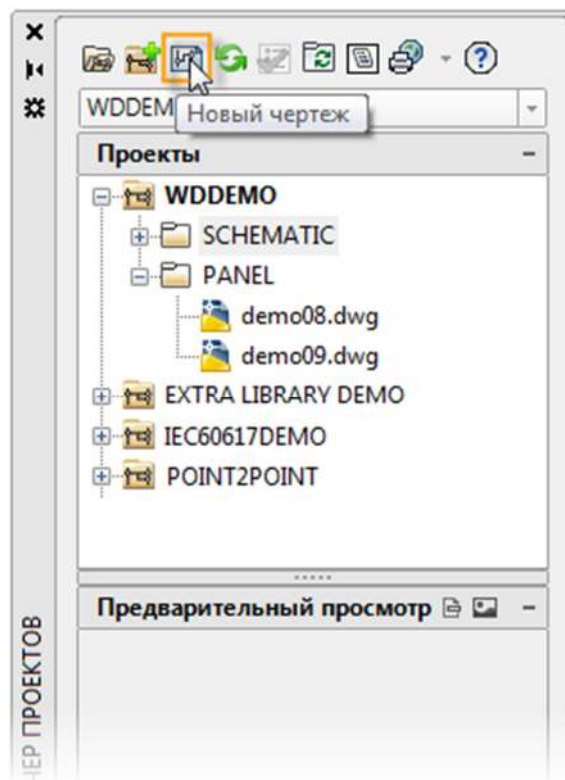 WDDEM
Новый чертеж
Проекты
WDDEMO
SCHEMATIC
PANEL
demo08.dwg
demo09.dwg
EXTRA LIBRARY DEMO
IEC60617DEMO
POINT2POINT
Предварительный просмотр
НЕР ПРОЕКТОВ